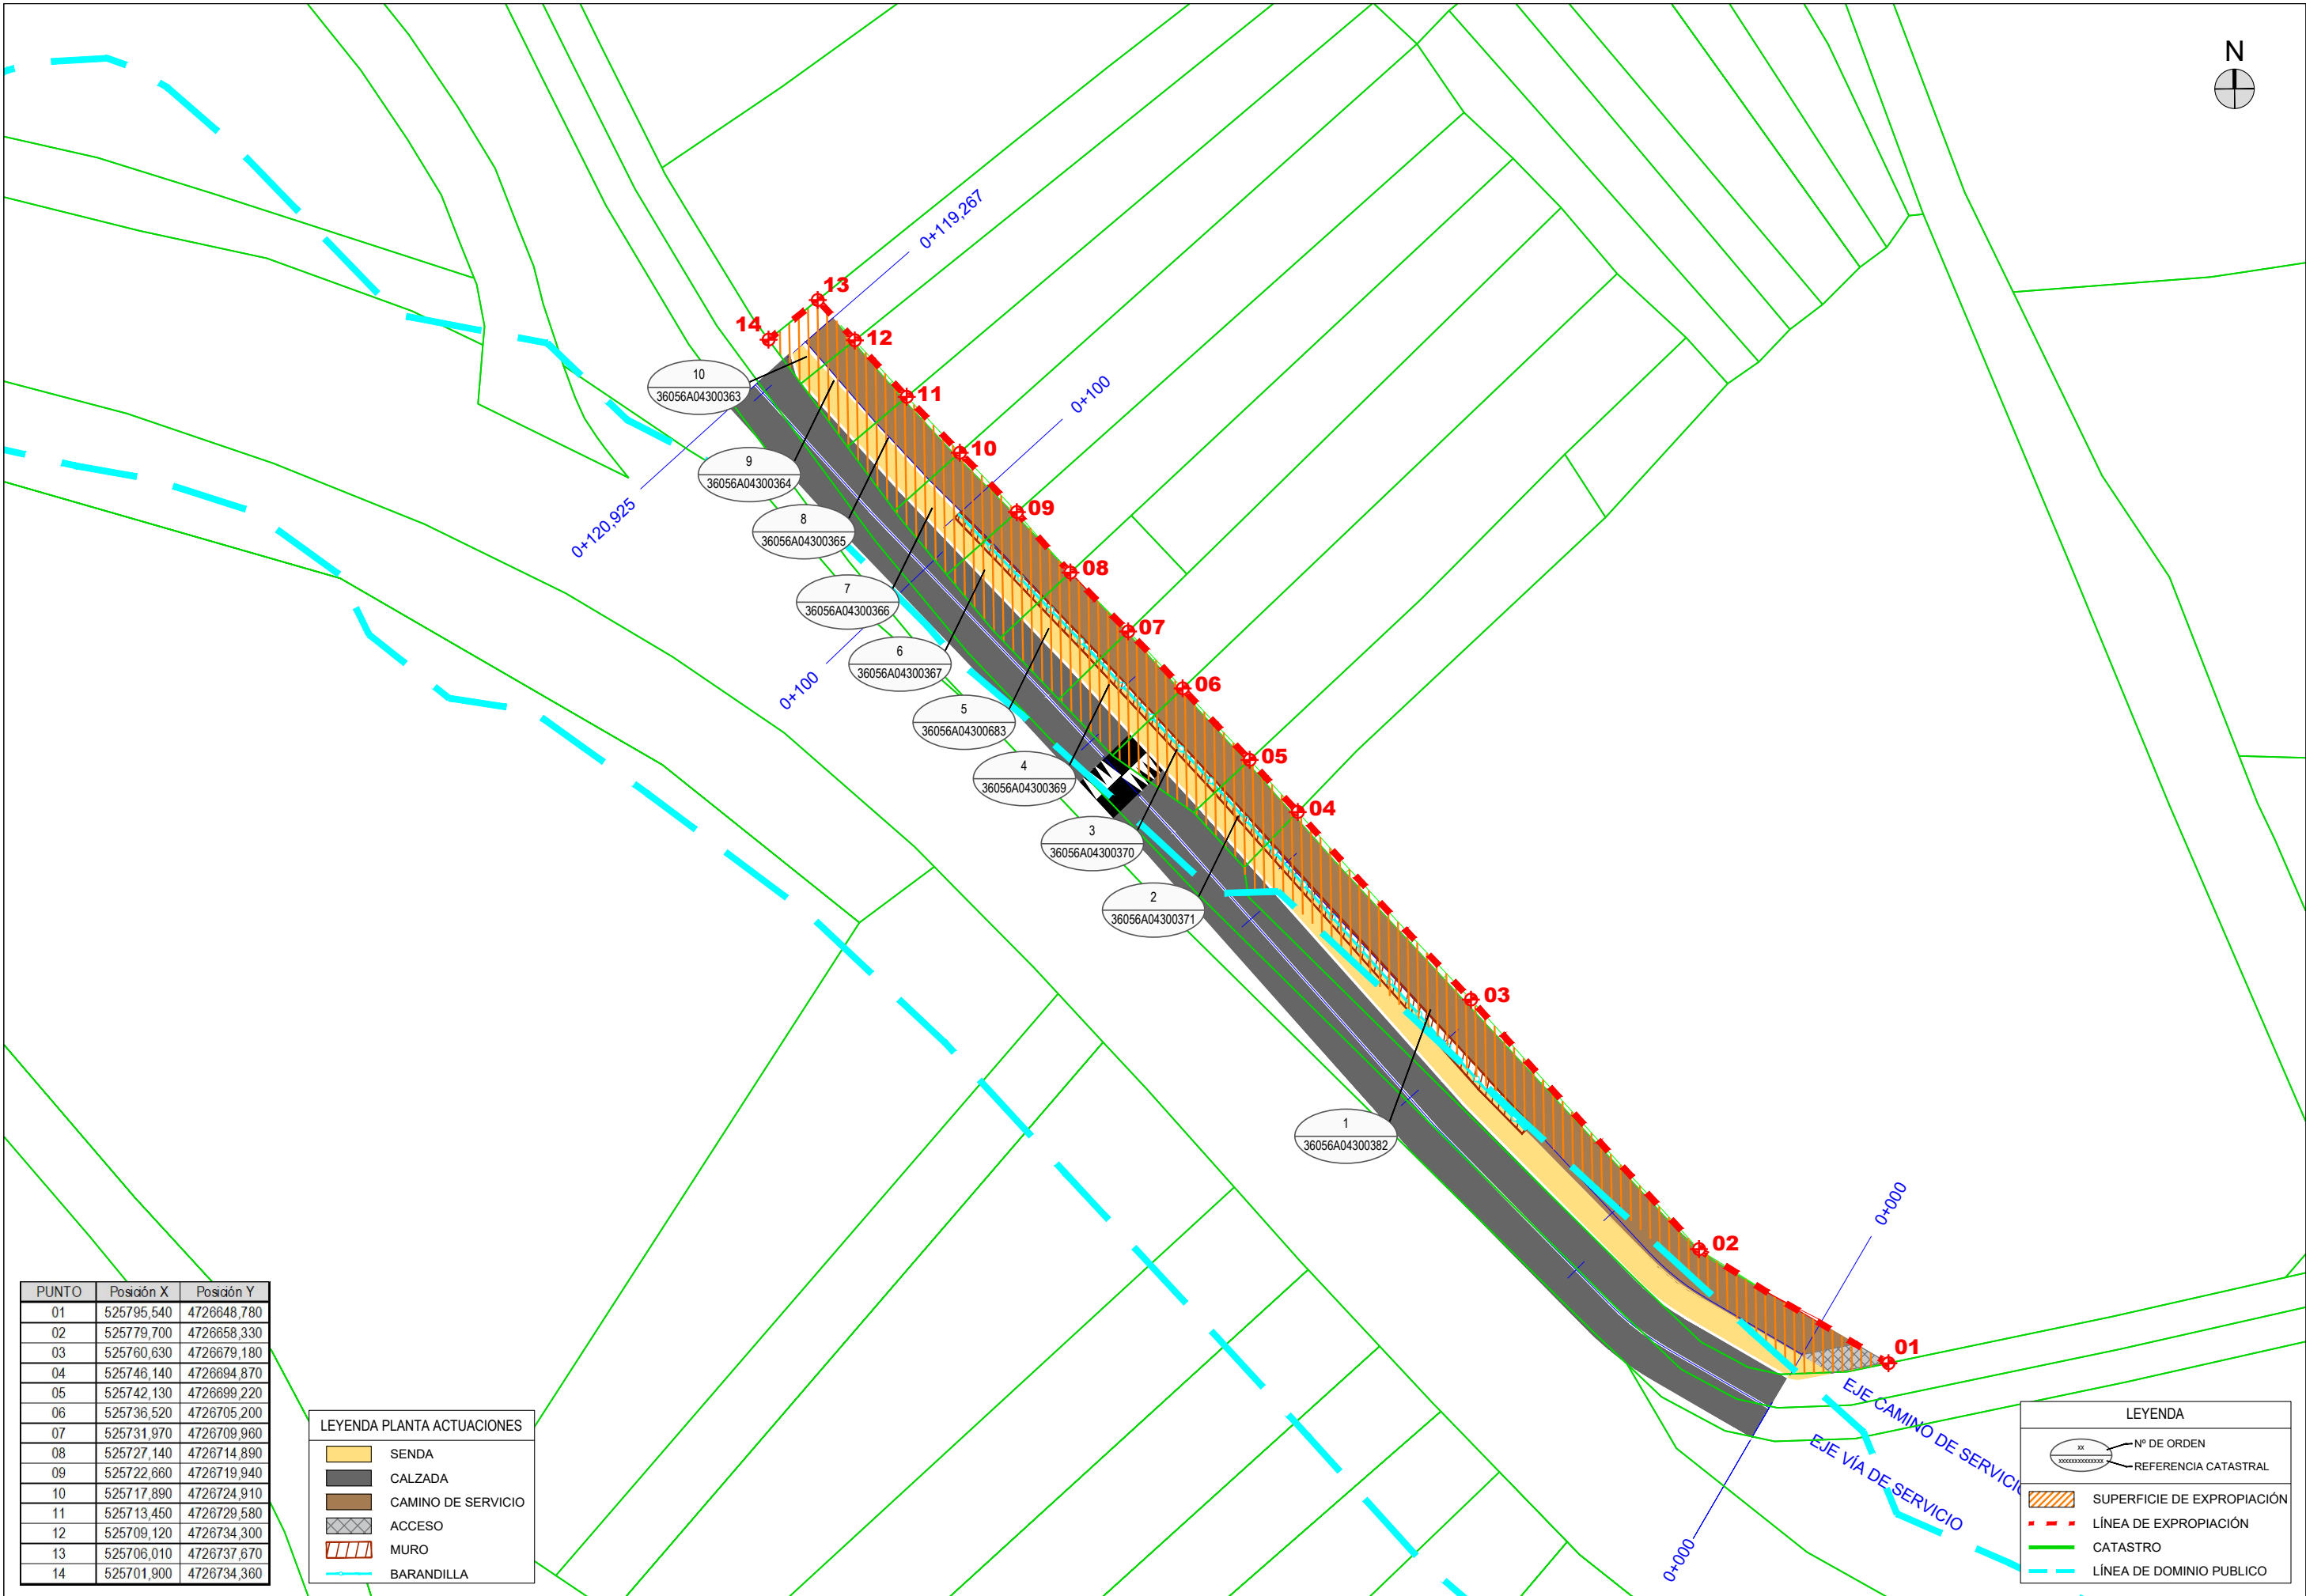 N
0+119,267
13
14
12
10
36056A04300363
11
0+100
9
36056A04300364
10
0+120,925
8
36056A04300365
09
08
7
36056A04300366
07
0+100
6
36056A04300367
06
5
36056A04300683
05
4
36056A04300369
04
3
36056A04300370
2
36056A04300371
03
1
36056A04300382
0+000
02
01
EJE CAMINO DE SERVICIO
EJE VÍA DE SERVICIO
0+000
PUNTO Posición X Posición Y
01 525795,540 4726648,780
02 525779,700 4726658,330
03 525760,630 4726679,180
04 525746,140 4726694,870
05 525742,130 4726699,220
06 525736,520 4726705,200
07 525731,970 4726709,960
08 525727,140 4726714,890
09 525722,660 4726719,940
10 525717,890 4726724,910
11 525713,450 4726729,580
12 525709,120 4726734,300
13 525706,010 4726737,670
14 525701,900 4726734,360
LEYENDA PLANTA ACTUACIONES
SENDA
CALZADA
CAMINO DE SERVICIO
ACCESO
MURO
BARANDILLA
LEYENDA
xx
xxxxxxxxxxxxxx
Nº DE ORDEN
REFERENCIA CATASTRAL
SUPERFICIE DE EXPROPIACIÓN
LÍNEA DE EXPROPIACIÓN
CATASTRO
LÍNEA DE DOMINIO PUBLICO